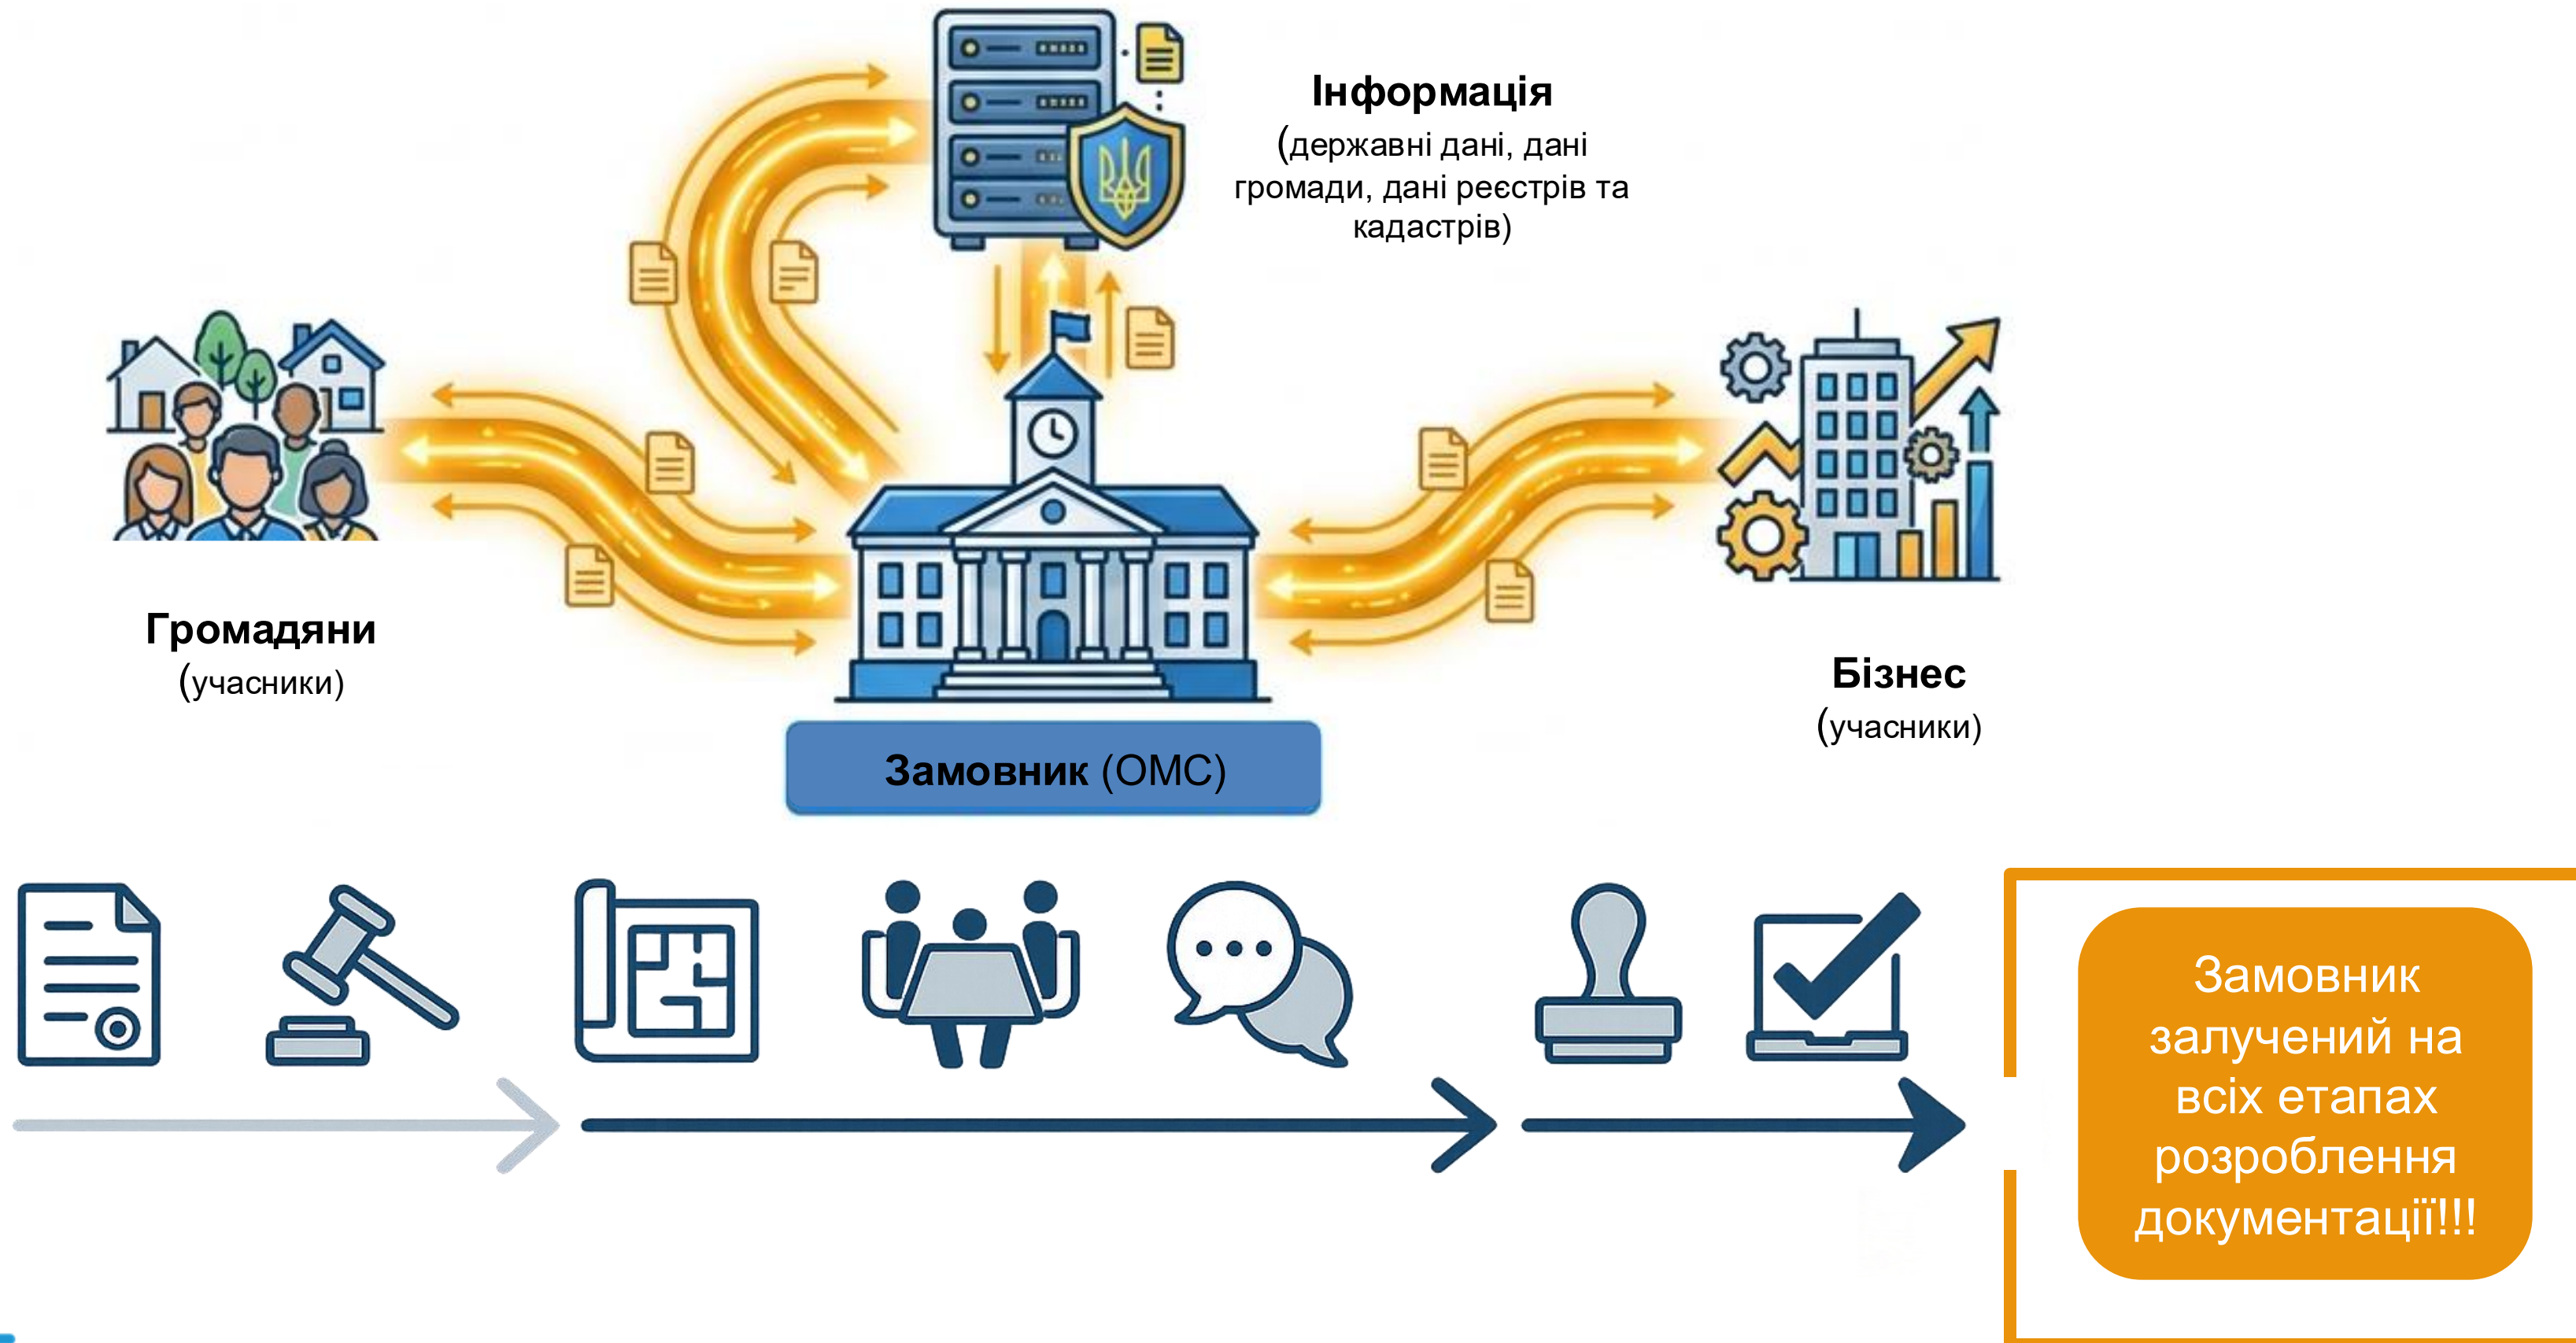 Інформація
(державні дані, дані
громади, дані реєстрів та
кадастрів)
Громадяни
(учасники)
Бізнес
(учасники)
Замовник (ОМС)
Замовник
залучений на
всіх етапах
розроблення
документації!!!